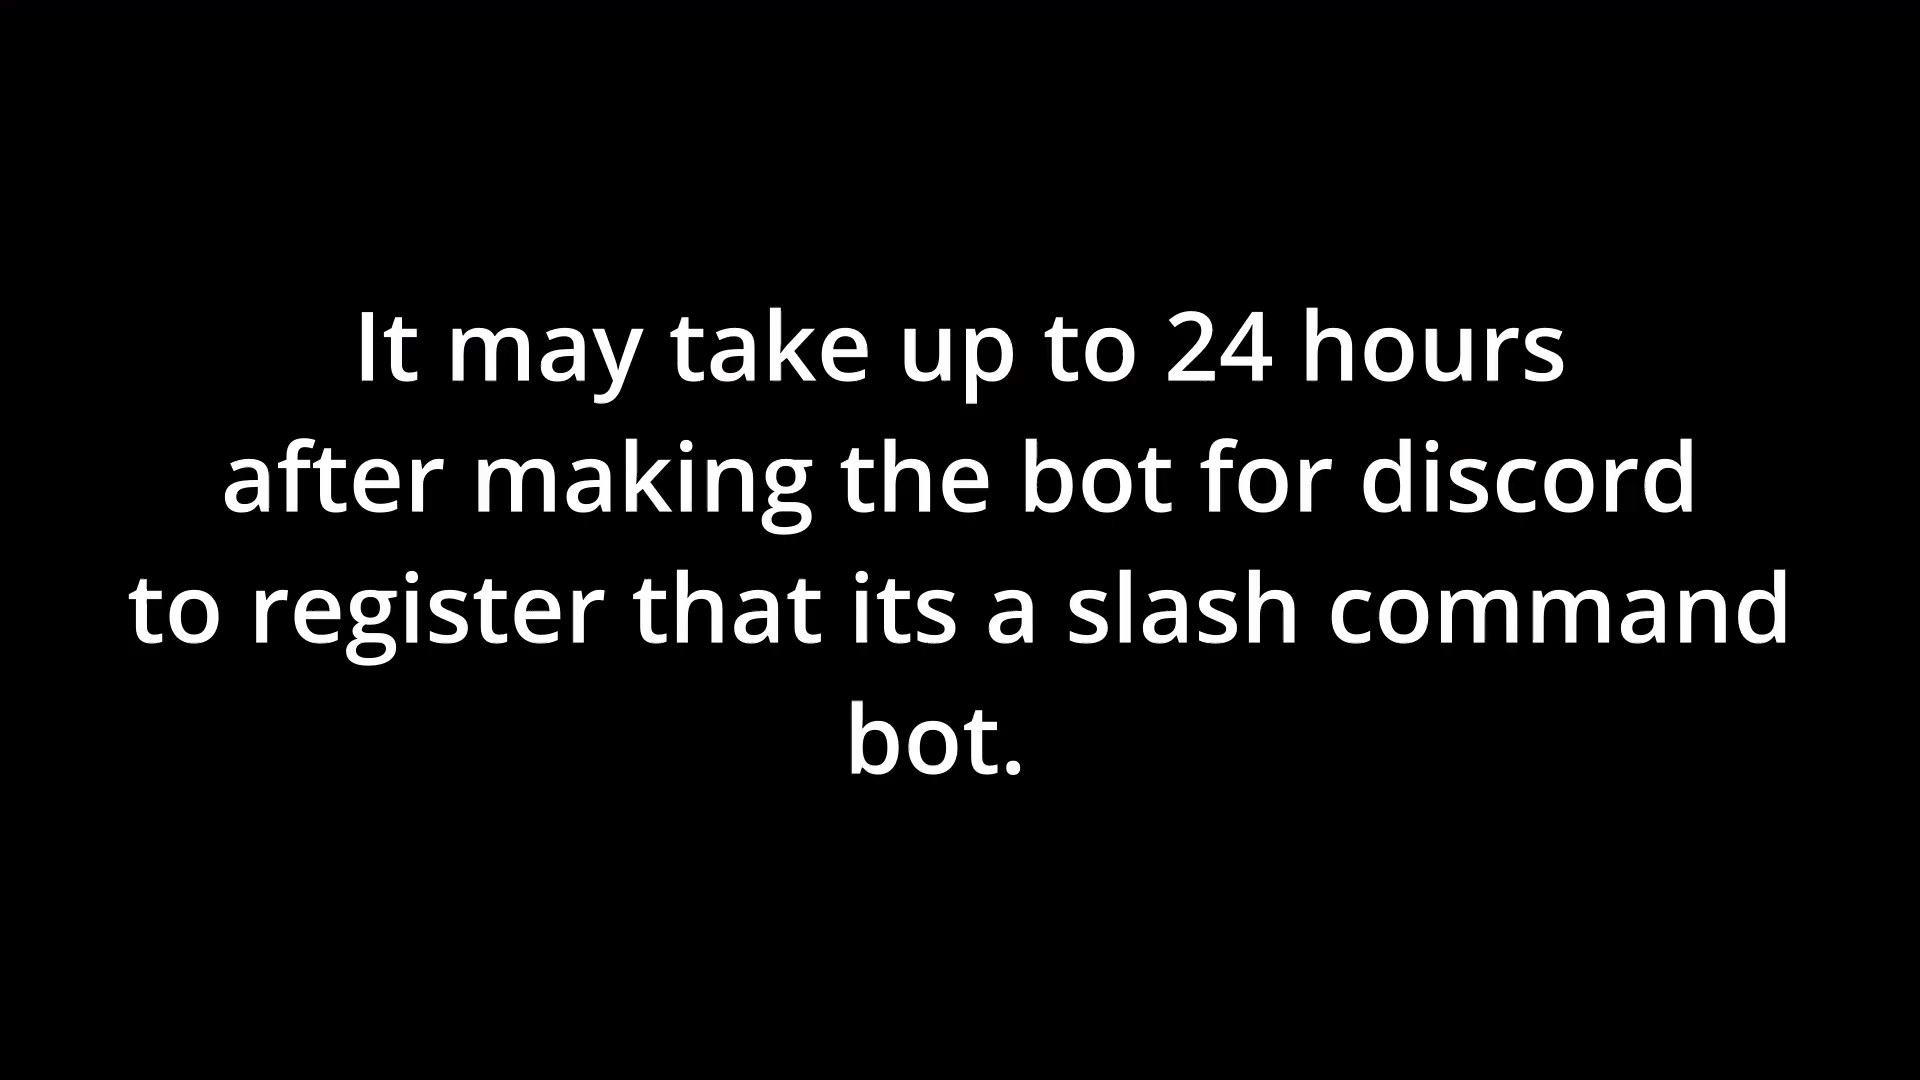 It may take up to 24 hours
after making the bot for discord
to register that its a slash command
bot.